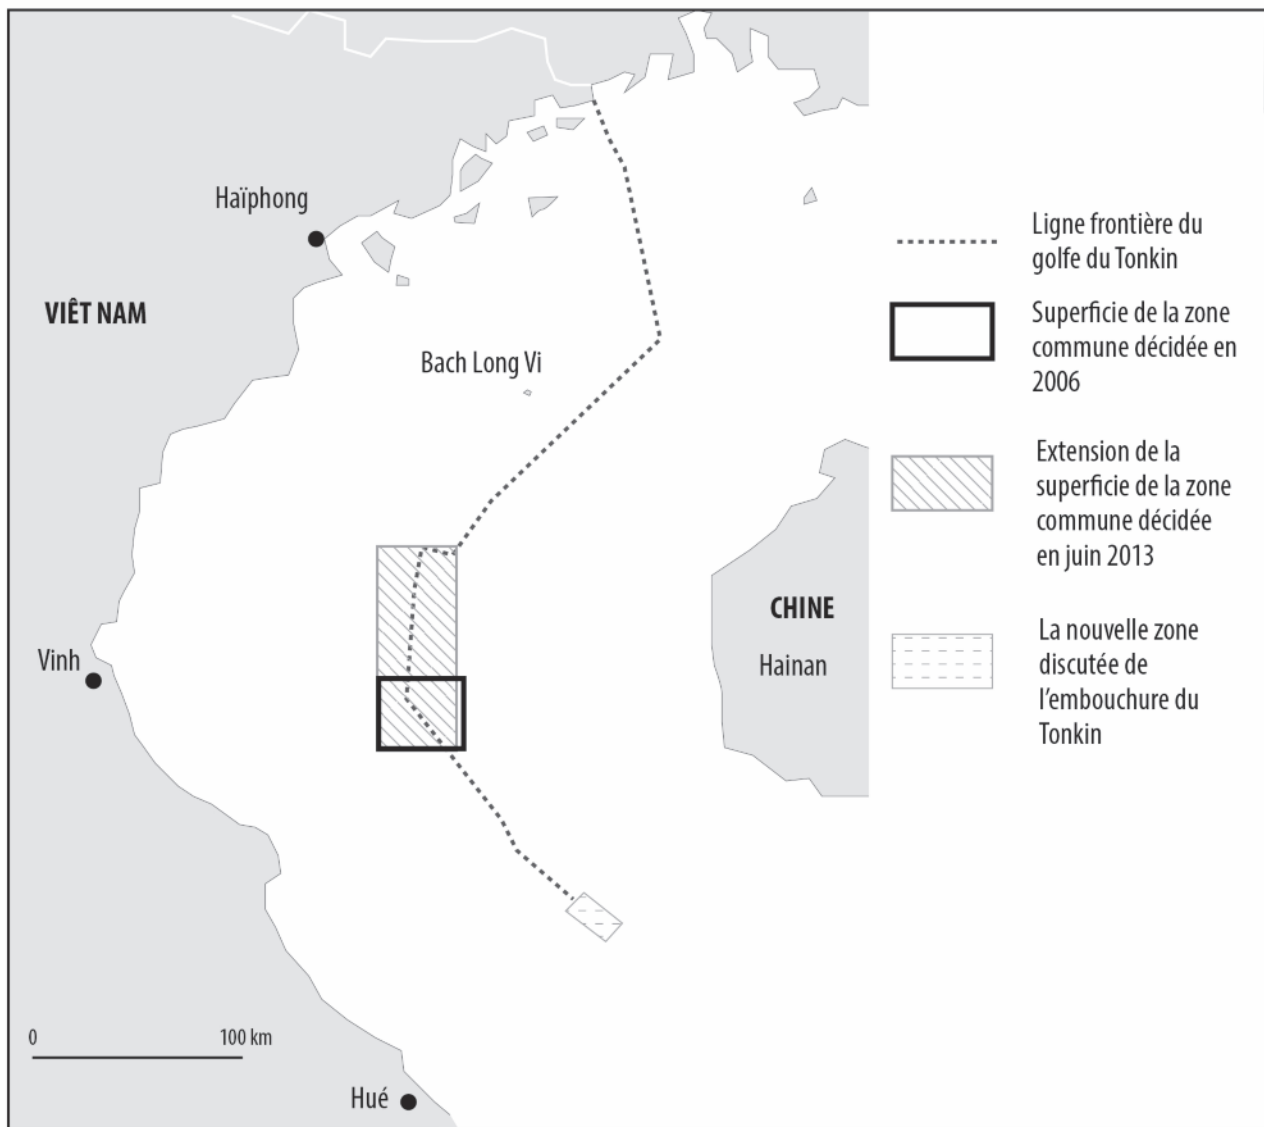 Haïphong
VIÊT NAM
Bach Long Vi
Vinh
CHINE
Hainan
0
100 km
Hué
Ligne frontière du
golfe du Tonkin
Superficie de la zone
commune décidée en
2006
Extension de la
superficie de la zone
commune décidée
en juin 2013
La nouvelle zone
discutée de
l'embouchure du
Tonkin